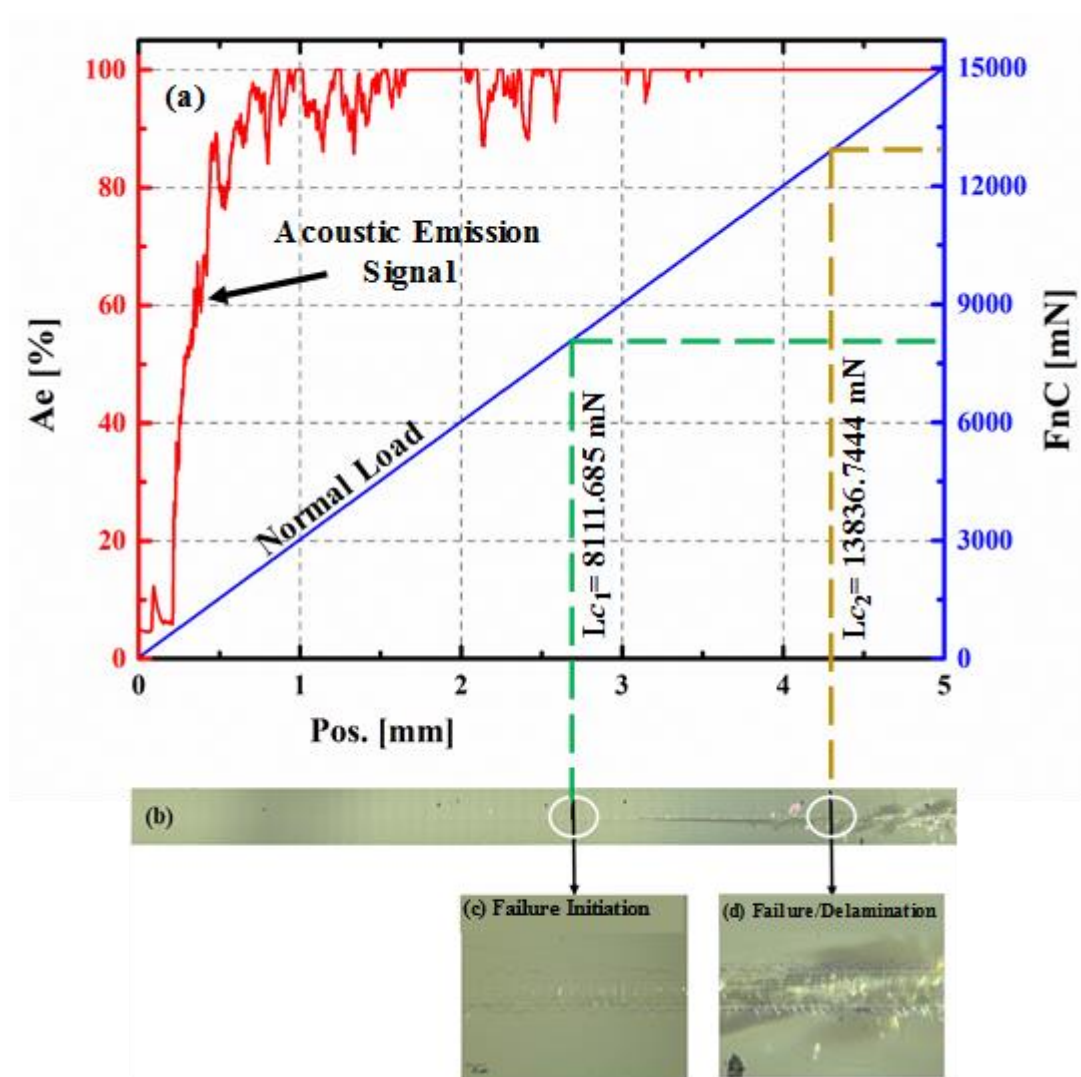 (a)
100
80
60
40
20
0
Ae [%]
Acoustic Emission
Signal
Normal Load
Lc1= 8111.685 mN
Lc2= 13836.7444 mN
15000
12000
9000
6000
3000
0
FnC [mN]
0 1 2 3 4 5
Pos. [mm]
(b)
(c) Failure Initiation
(d) Failure/Delamination